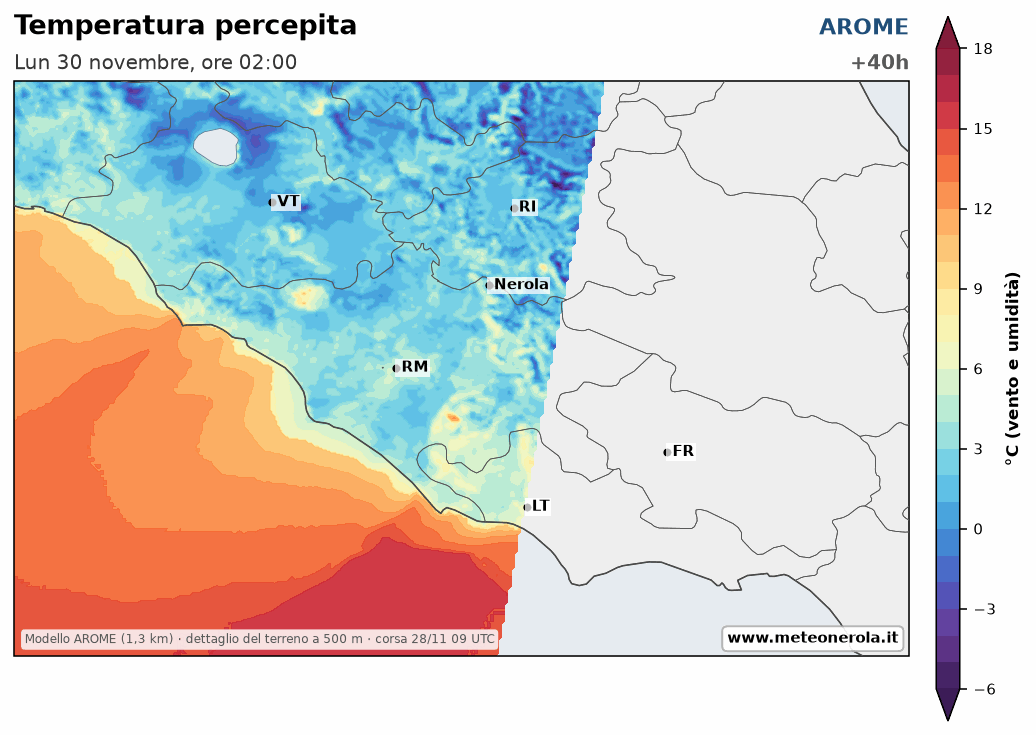 Temperatura percepita
AROME
Lun 30 novembre, ore 02:00
+40h
VT
RI
Nerola
RM
FR
LT
Modello AROME (1,3 km) · dettaglio del terreno a 500 m · corsa 28/11 09 UTC
www.meteonerola.it
18
15
12
9
6
3
0
−3
−6
°C (vento e umidità)